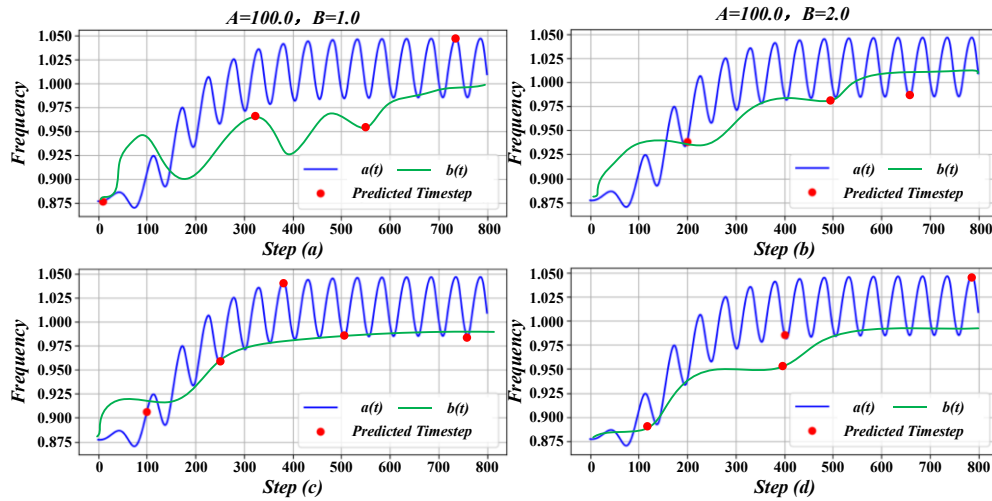 A=100.0, B=1.0
A=100.0, B=2.0
Frequency
1.050
1.025
1.000
0.975
0.950
0.925
0.900
0.875
a(t) b(t)
Predicted Timestep
0 100 200 300 400 500 600 700 800
Step (a)
Frequency
1.050
1.025
1.000
0.975
0.950
0.925
0.900
0.875
a(t) b(t)
Predicted Timestep
0 100 200 300 400 500 600 700 800
Step (b)
Frequency
1.050
1.025
1.000
0.975
0.950
0.925
0.900
0.875
a(t) b(t)
Predicted Timestep
0 100 200 300 400 500 600 700 800
Step (c)
Frequency
1.050
1.025
1.000
0.975
0.950
0.925
0.900
0.875
a(t) b(t)
Predicted Timestep
0 100 200 300 400 500 600 700 800
Step (d)